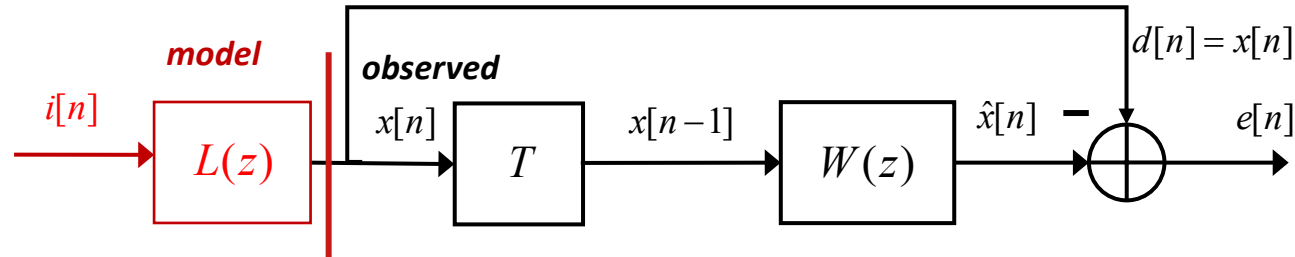 model
observed
d[n] = x[n]
i[n]
L(z)
x[n]
T
x[n−1]
W(z)
x̂[n]
−
e[n]